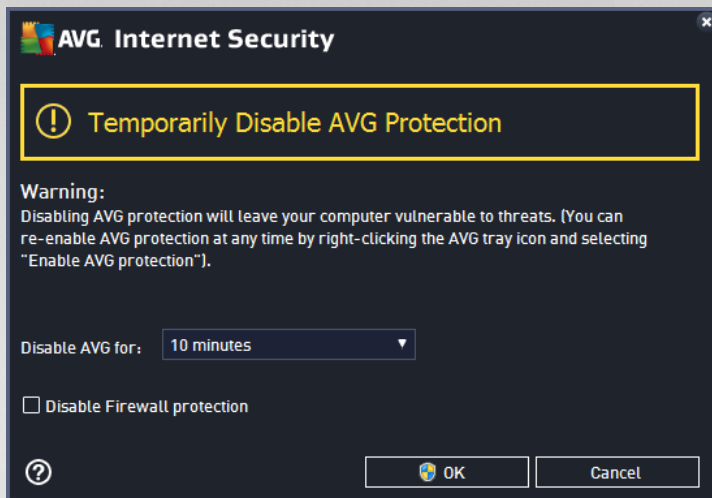 AVG Internet Security
Temporarily Disable AVG Protection
Warning:
Disabling AVG protection will leave your computer vulnerable to threats. (You can
re-enable AVG protection at any time by right-clicking the AVG tray icon and selecting
"Enable AVG protection").
Disable AVG for: 10 minutes
Disable Firewall protection
OK Cancel